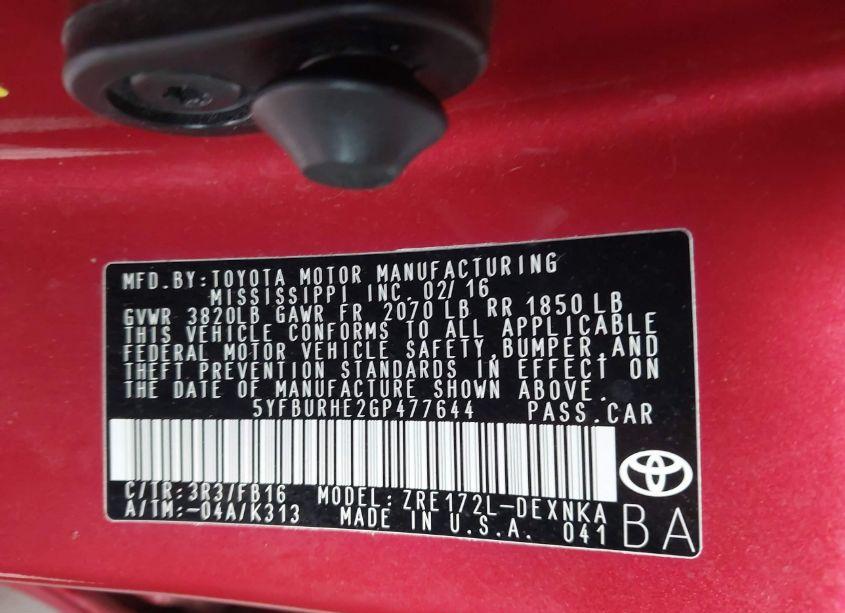 MFD.BY:TOYOTA MOTOR MANUFACTURING
MISSISSIPPI INC. 02/16
GVWR 3820LB GAWR FR 2070 LB RR 1850 LB
THIS VEHICLE CONFORMS TO ALL APPLICABLE
FEDERAL MOTOR VEHICLE SAFETY,BUMPER,AND
THEFT PREVENTION STANDARDS IN EFFECT ON
THE DATE OF MANUFACTURE SHOWN ABOVE.
5YFBURHE2GP477644 PASS.CAR
C/TR:3R3/FB16 MODEL: ZRE172L-DEXNKA
A/TM:-04A/K313 MADE IN U.S.A. 041
BA